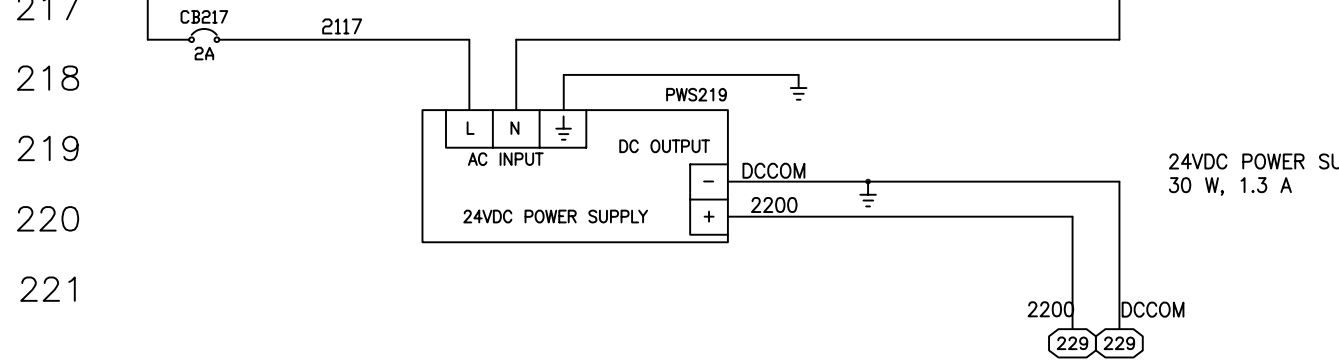 217
CB217
2A
2117
218
PWS219
L
N
219
AC INPUT
DC OUTPUT
−
DCCOM
24VDC POWER SU
30 W, 1.3 A
220
24VDC POWER SUPPLY
+
2200
221
2200
DCCOM
229
229